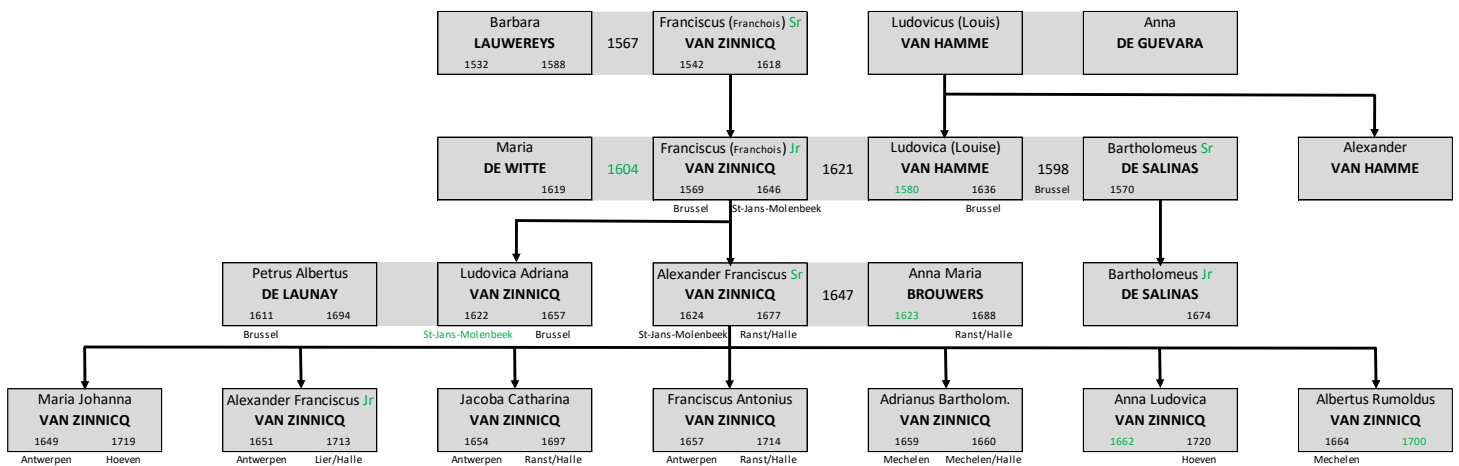 Barbara
LAUWEREYS
1532 1588
1567
Franciscus (Franchois) Sr
VAN ZINNICQ
1542 1618
Ludovicus (Louis)
VAN HAMME
Anna
DE GUEVARA
Maria
DE WITTE
1619
1604
Franciscus (Franchois) Jr
VAN ZINNICQ
1569 1646
Brussel St-Jans-Molenbeek
1621
Ludovica (Louise)
VAN HAMME
1580 1636
Brussel
1598
Brussel
Bartholomeus Sr
DE SALINAS
1570
Alexander
VAN HAMME
Petrus Albertus
DE LAUNAY
1611 1694
Brussel
Ludovica Adriana
VAN ZINNICQ
1622 1657
St-Jans-Molenbeek Brussel
Alexander Franciscus Sr
VAN ZINNICQ
1624 1677
St-Jans-Molenbeek Ranst/Halle
1647
Anna Maria
BROUWERS
1623 1688
Ranst/Halle
Bartholomeus Jr
DE SALINAS
1674
Maria Johanna
VAN ZINNICQ
1649 1719
Antwerpen Hoeven
Alexander Franciscus Jr
VAN ZINNICQ
1651 1713
Antwerpen Lier/Halle
Jacoba Catharina
VAN ZINNICQ
1654 1697
Antwerpen Ranst/Halle
Franciscus Antonius
VAN ZINNICQ
1657 1714
Antwerpen Ranst/Halle
Adrianus Bartholom.
VAN ZINNICQ
1659 1660
Mechelen Mechelen/Halle
Anna Ludovica
VAN ZINNICQ
1662 1720
Hoeven
Albertus Rumoldus
VAN ZINNICQ
1664 1700
Mechelen